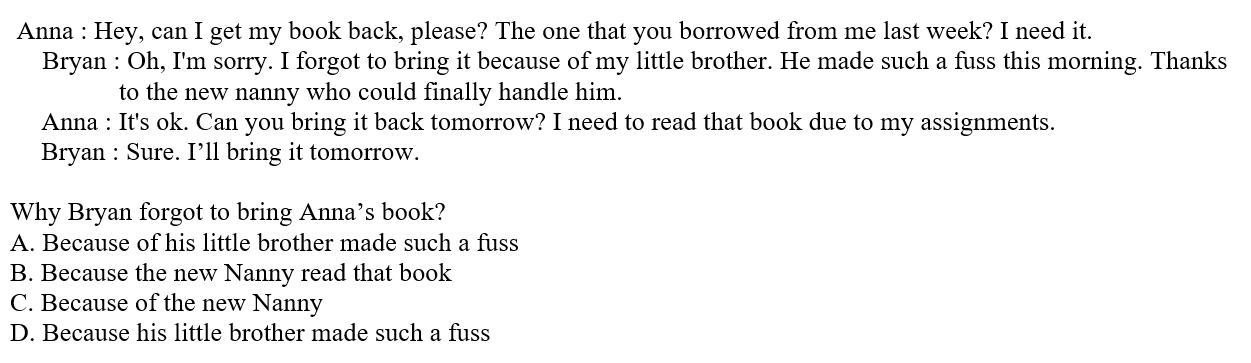 Anna : Hey, can I get my book back, please? The one that you borrowed from me last week? I need it.
Bryan : Oh, I'm sorry. I forgot to bring it because of my little brother. He made such a fuss this morning. Thanks
to the new nanny who could finally handle him.
Anna : It's ok. Can you bring it back tomorrow? I need to read that book due to my assignments.
Bryan : Sure. I’ll bring it tomorrow.
Why Bryan forgot to bring Anna’s book?
A. Because of his little brother made such a fuss
B. Because the new Nanny read that book
C. Because of the new Nanny
D. Because his little brother made such a fuss